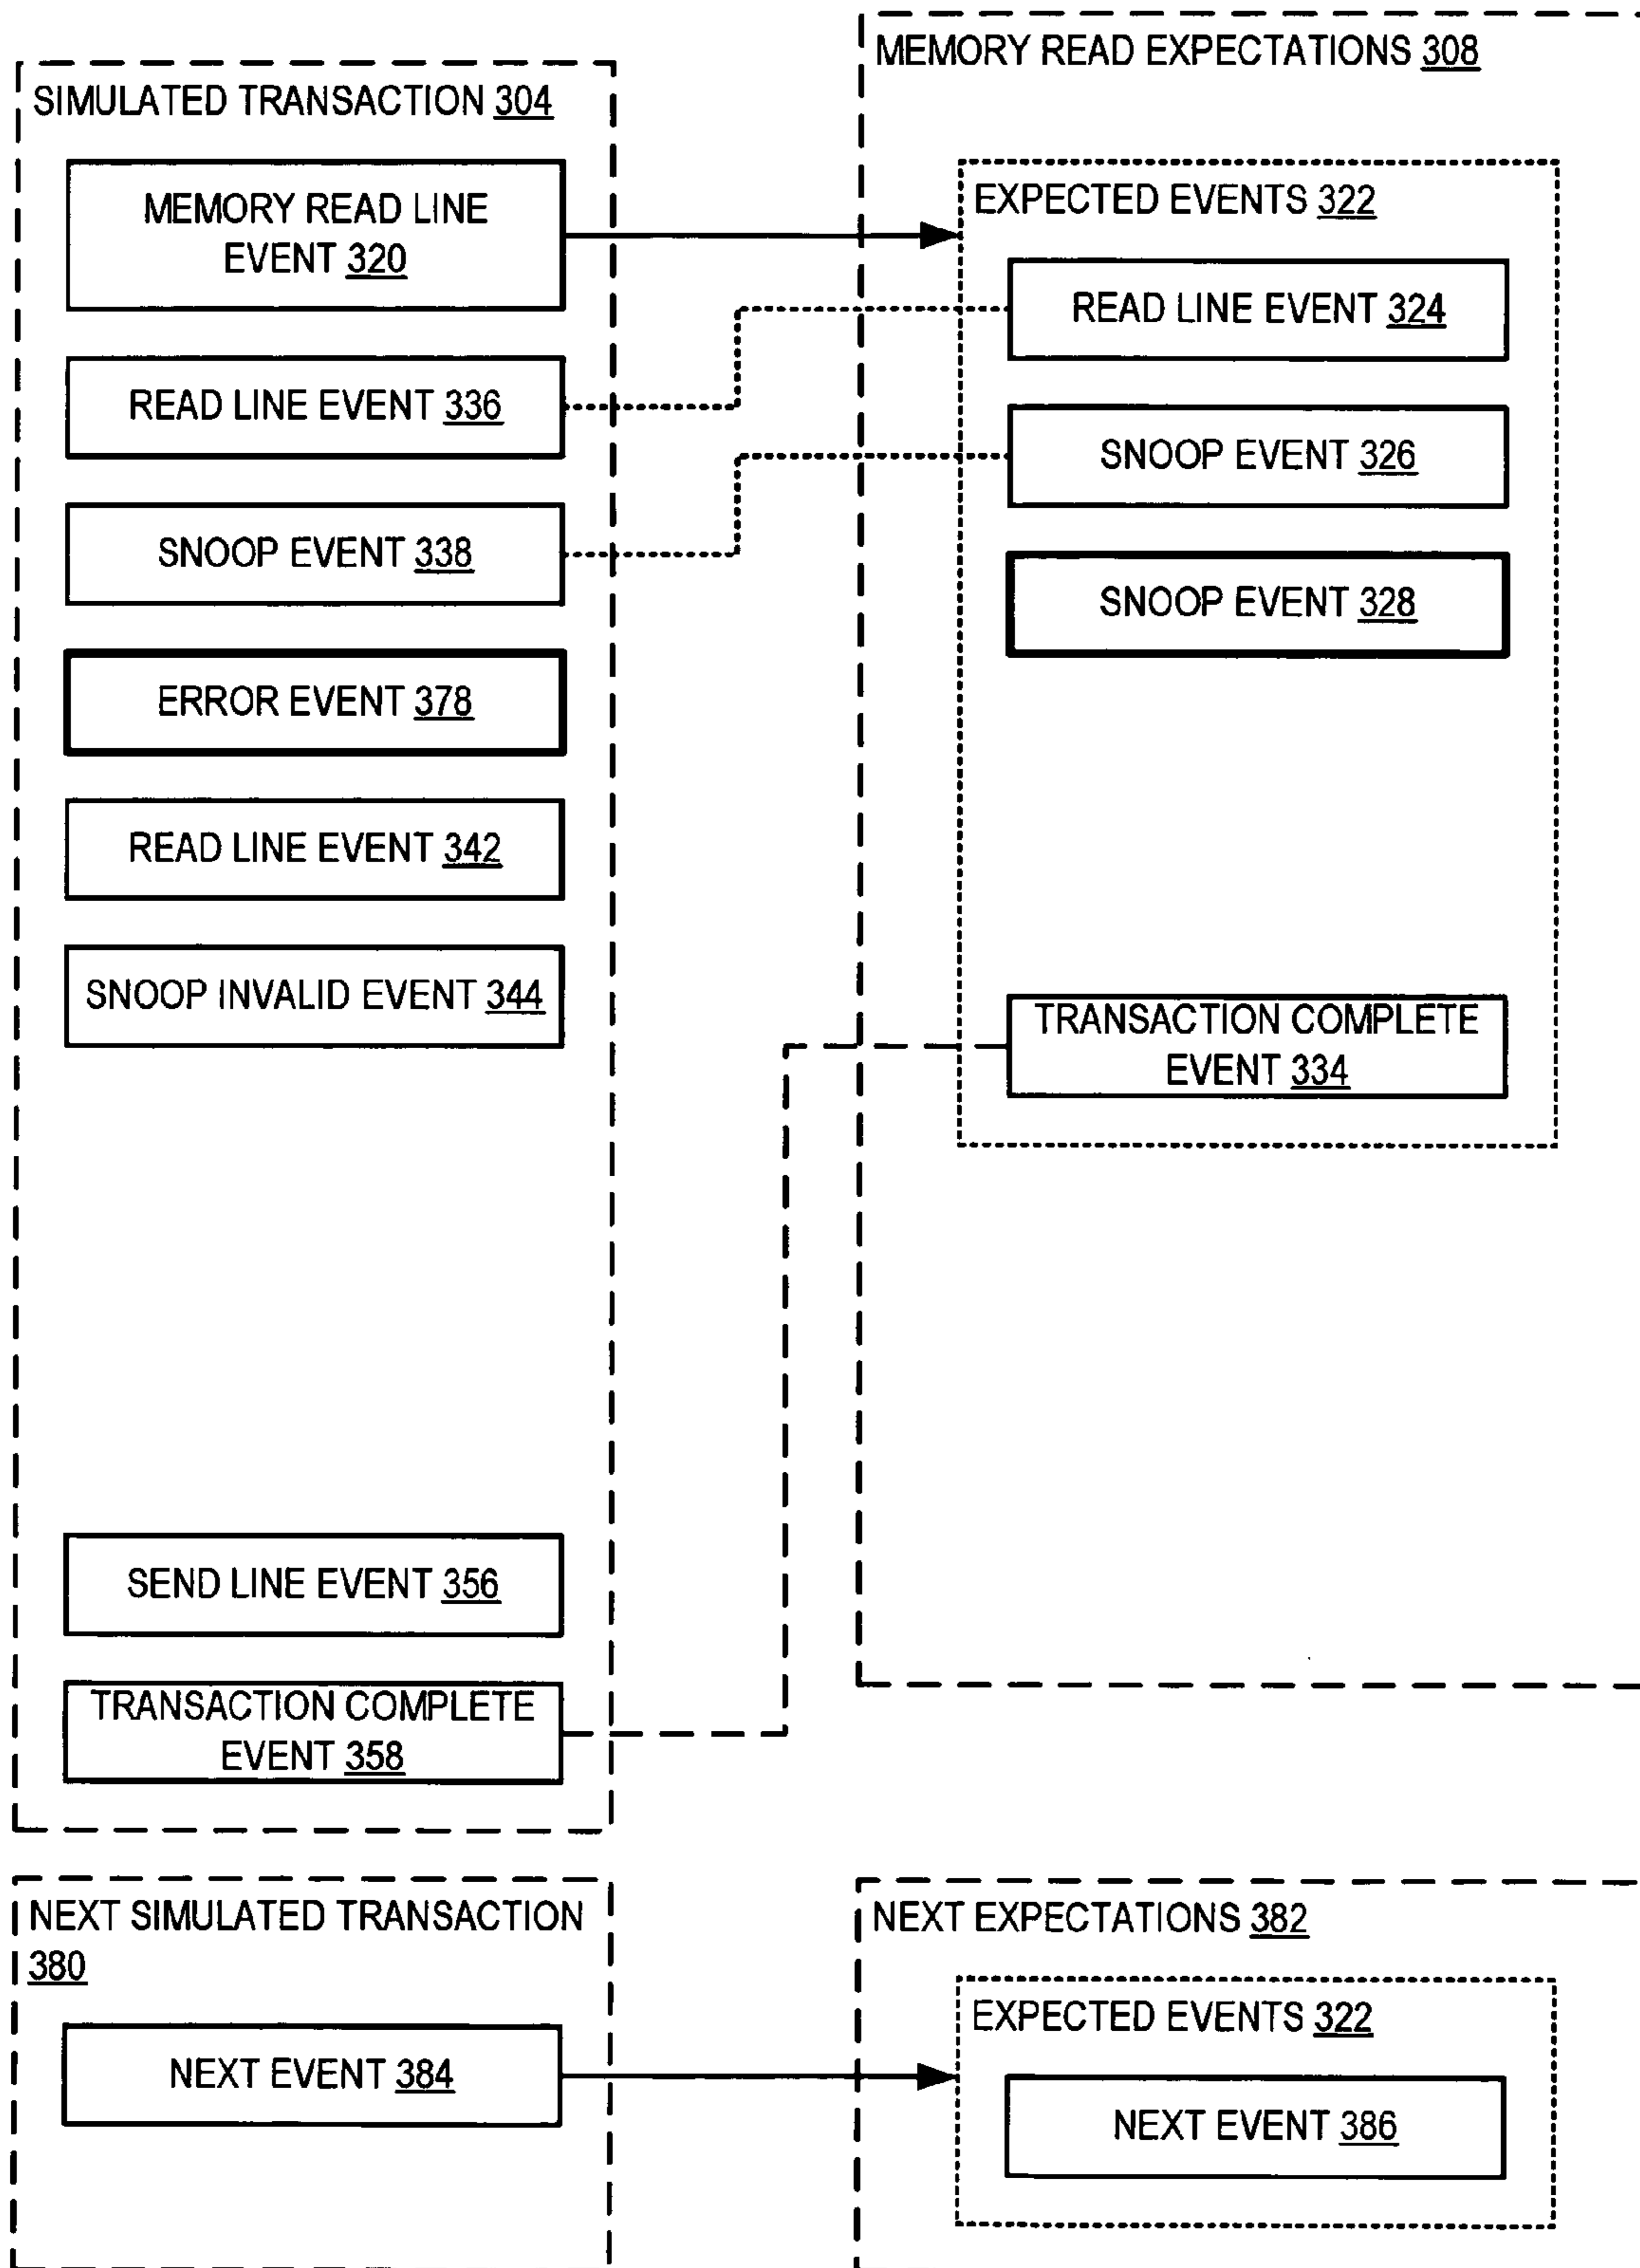 MEMORY READ EXPECTATIONS 308
SIMULATED TRANSACTION 304
MEMORY READ LINE
EVENT 320
EXPECTED EVENTS 322
READ LINE EVENT 324
READ LINE EVENT 336
SNOOP EVENT 326
SNOOP EVENT 338
SNOOP EVENT 328
ERROR EVENT 378
READ LINE EVENT 342
SNOOP INVALID EVENT 344
TRANSACTION COMPLETE
EVENT 334
SEND LINE EVENT 356
TRANSACTION COMPLETE
EVENT 358
NEXT SIMULATED TRANSACTION
380
NEXT EXPECTATIONS 382
EXPECTED EVENTS 322
NEXT EVENT 384
NEXT EVENT 386